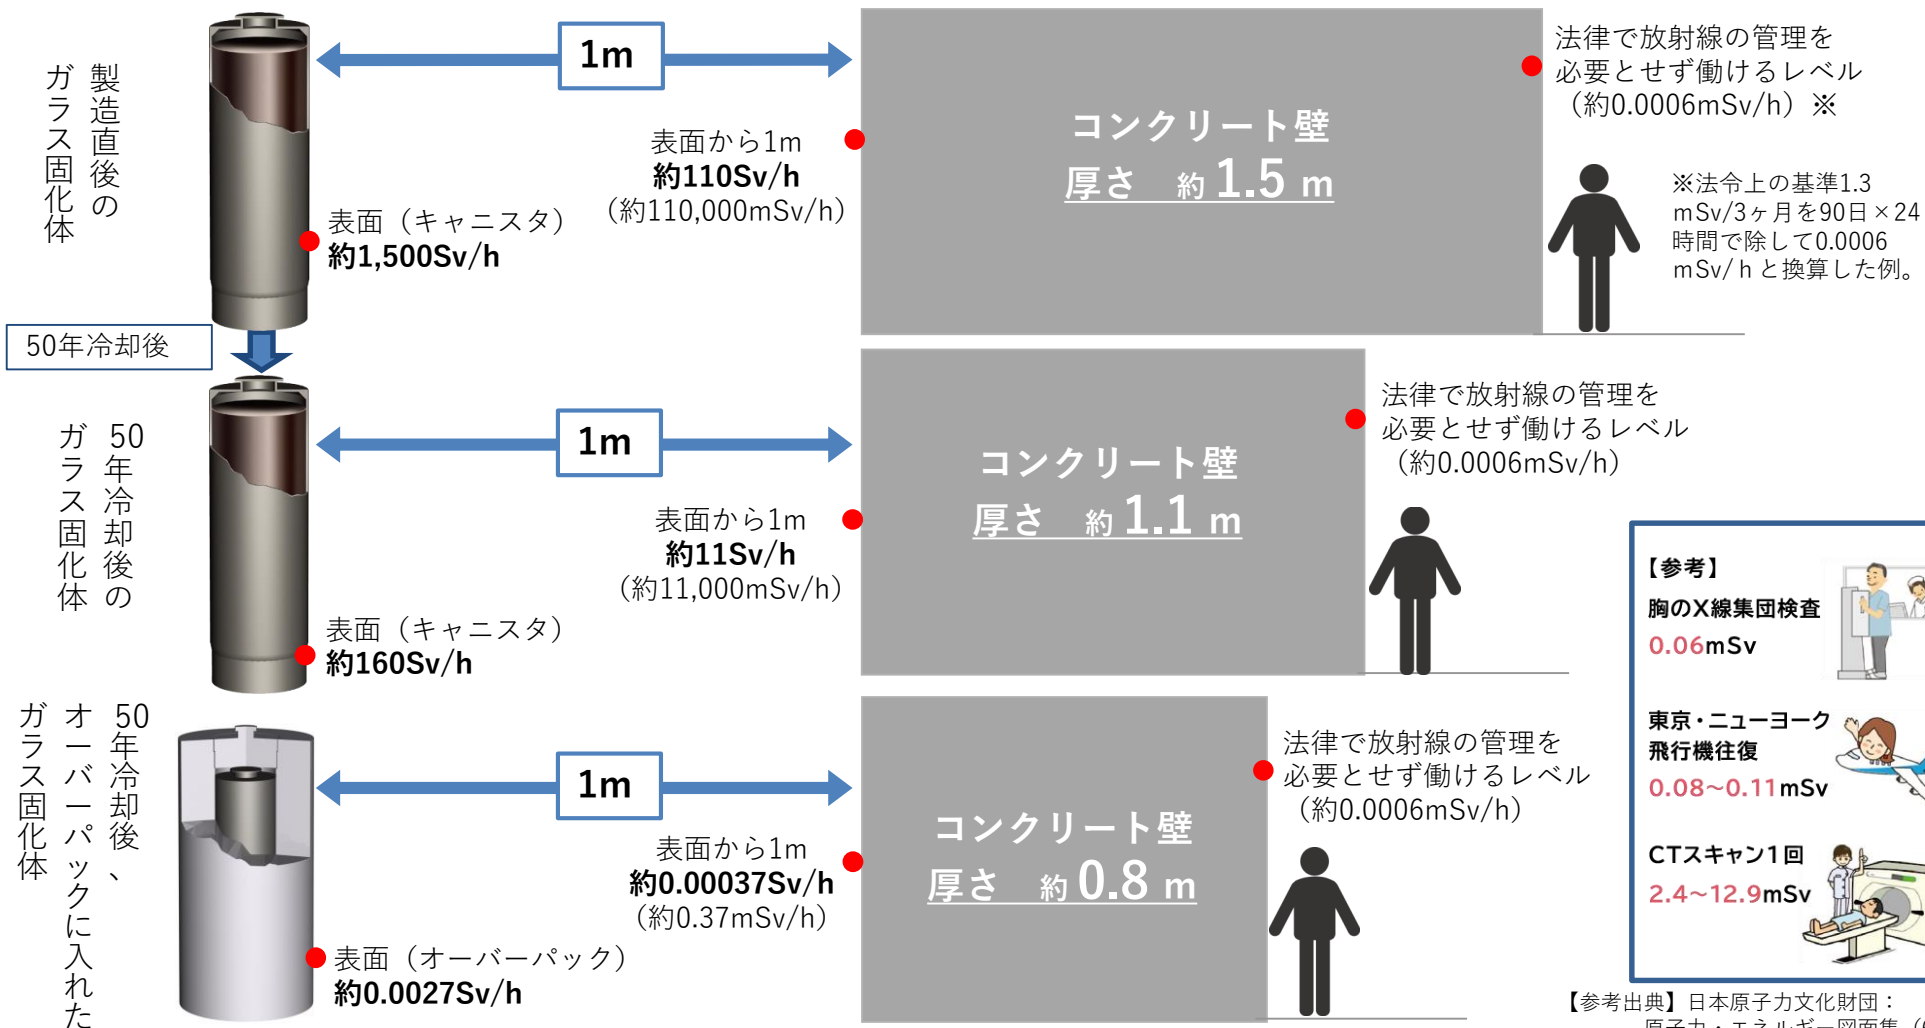 製造直後の
ガラス固化体
1m
表面(キャニスタ)
約1,500Sv/h
表面から1m
約110Sv/h
(約110,000mSv/h)
コンクリート壁
厚さ 約1.5 m
法律で放射線の管理を
必要とせず働けるレベル
(約0.0006mSv/h)※
※法令上の基準1.3
mSv/3ヶ月を90日×24
時間で除して0.0006
mSv/hと換算した例。
50年冷却後
50年冷却後の
ガラス固化体
1m
表面(キャニスタ)
約160Sv/h
表面から1m
約11Sv/h
(約11,000mSv/h)
コンクリート壁
厚さ 約1.1 m
法律で放射線の管理を
必要とせず働けるレベル
(約0.0006mSv/h)
50年冷却後、
オーバーパックに入れた
ガラス固化体
1m
表面(オーバーパック)
約0.0027Sv/h
表面から1m
約0.00037Sv/h
(約0.37mSv/h)
コンクリート壁
厚さ 約0.8 m
法律で放射線の管理を
必要とせず働けるレベル
(約0.0006mSv/h)
【参考】
胸のX線集団検査
0.06mSv
東京・ニューヨーク
飛行機往復
0.08~0.11mSv
CTスキャン1回
2.4~12.9mSv
【参考出典】日本原子力文化財団:
原子力・エネルギー図面集